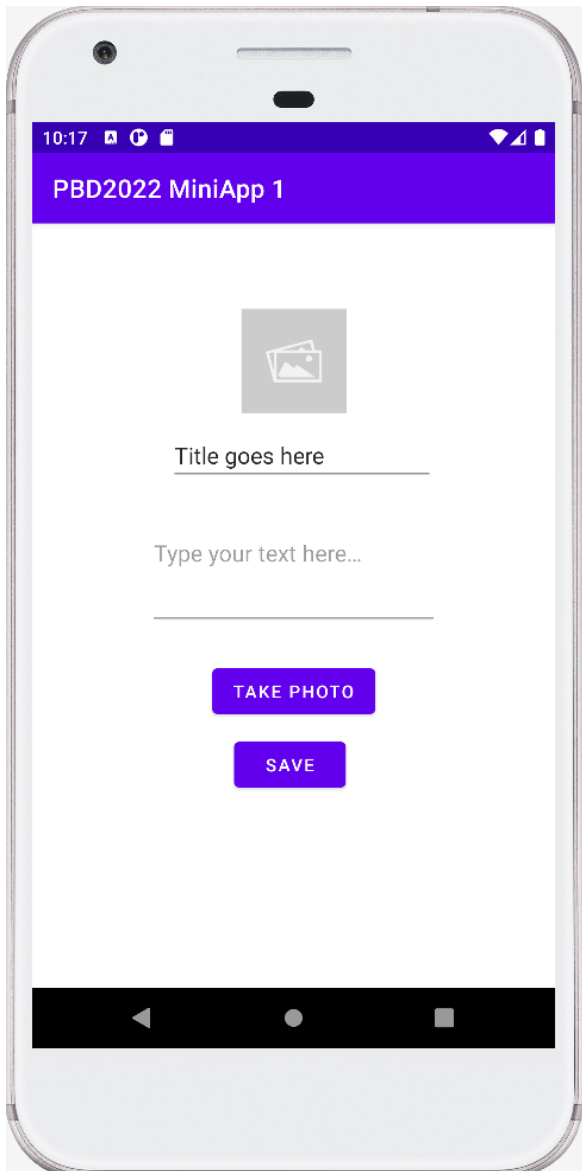 10:17
PBD2022 MiniApp 1
Title goes here
Type your text here...
TAKE PHOTO
SAVE